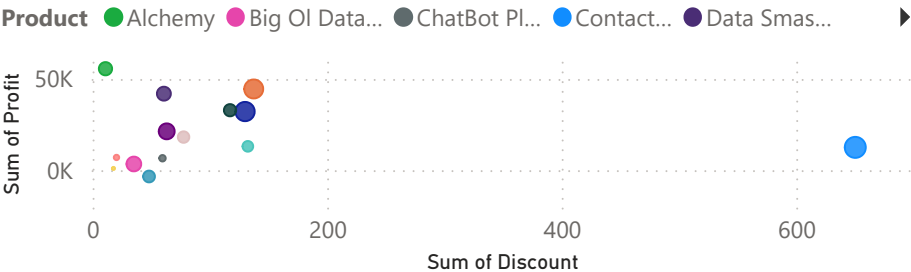 Product Alchemy Big Ol Data... ChatBot Pl... Contact... Data Smas...
50K
0K
Sum of Profit
0 200 400 600
Sum of Discount